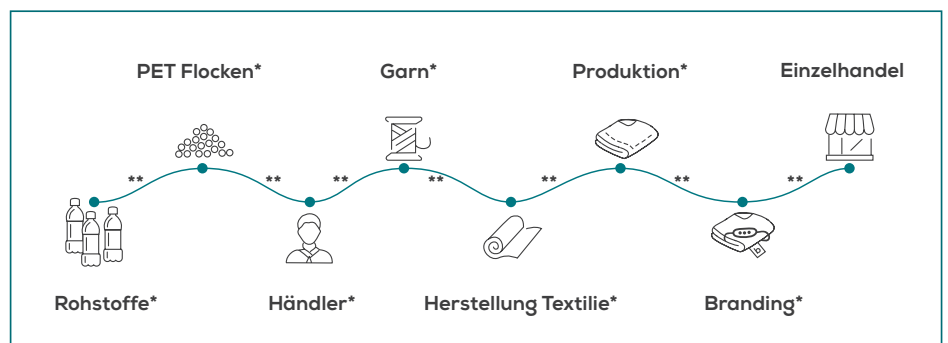 PET Flocken* Garn* Produktion* Einzelhandel
** ** ** ** ** ** **
Rohstoffe* Händler* Herstellung Textilie* Branding*